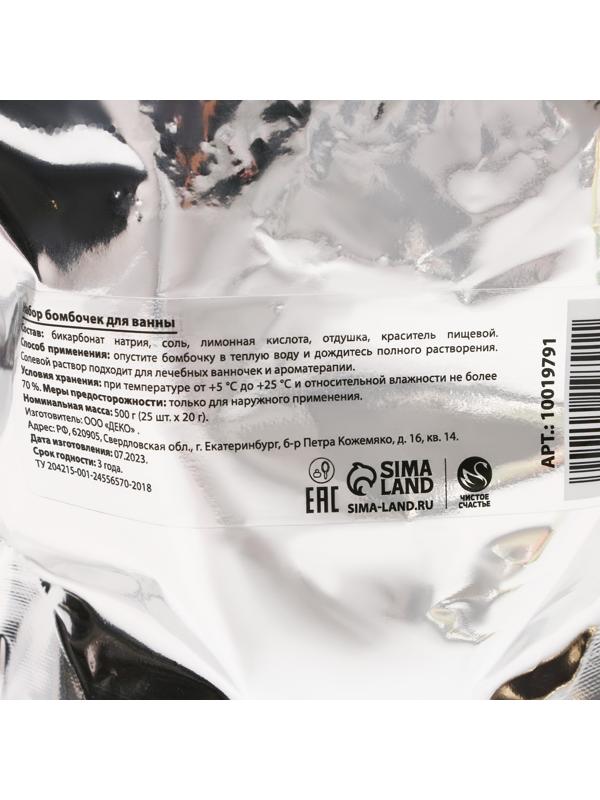 Набор бомбочек для ванны
Состав: бикарбонат натрия, соль, лимонная кислота, отдушка, краситель пищевой.
Способ применения: опустите бомбочку в теплую воду и дождитесь полного растворения.
Солевой раствор подходит для лечебных ванночек и ароматерапии.
Условия хранения: при температуре от +5 °С до +25 °С и относительной влажности не более
70 %. Меры предосторожности: только для наружного применения.
Номинальная масса: 500 г (25 шт. х 20 г).
Изготовитель: ООО «ДЕКО» .
Адрес: РФ, 620905, Свердловская обл., г. Екатеринбург, б-р Петра Кожемяко, д. 16, кв. 14.
Дата изготовления: 07.2023.
Срок годности: 3 года.
ТУ 204215-001-24556570-2018
EAC
SIMA
LAND
SIMA-LAND.RU
ЧИСТОЕ
СЧАСТЬЕ
АРТ.: 10019791